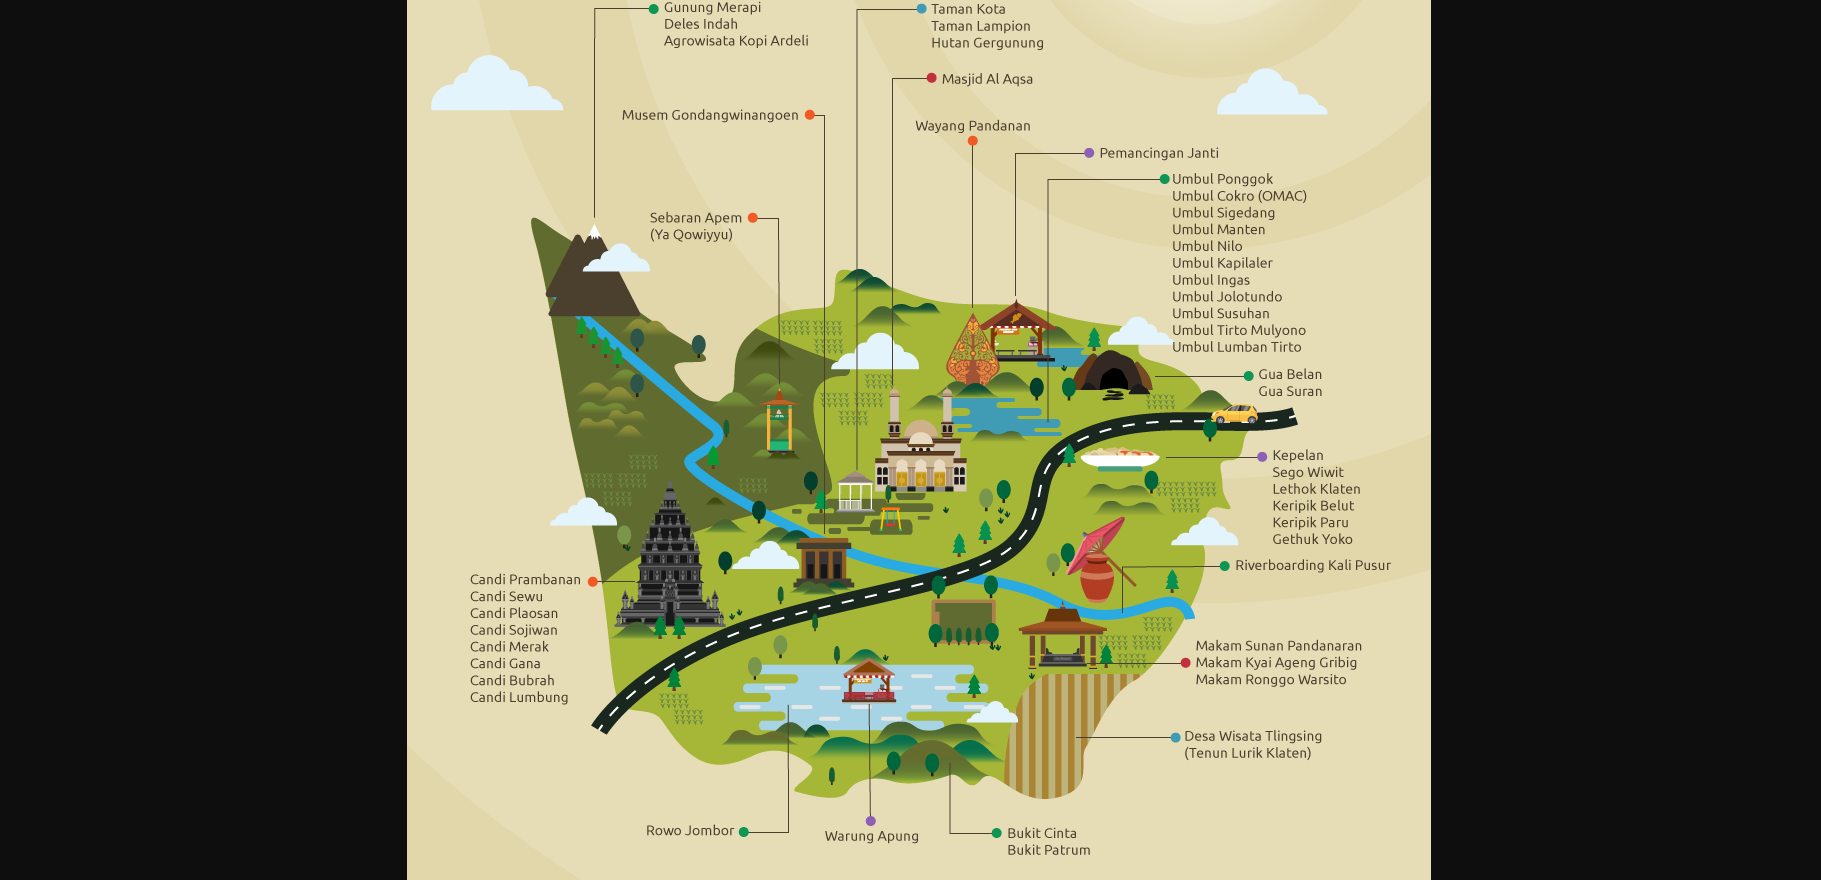 Gunung Merapi
Deles Indah
Agrowisata Kopi Ardeli
Taman Kota
Taman Lampion
Hutan Gergunung
Masjid Al Aqsa
Musem Gondangwinangoen
Wayang Pandanan
Pemancingan Janti
Umbul Ponggok
Umbul Cokro (OMAC)
Umbul Sigedang
Umbul Manten
Umbul Nilo
Umbul Kapilaler
Umbul Ingas
Umbul Jolotundo
Umbul Susuhan
Umbul Tirto Mulyono
Umbul Lumban Tirto
Sebaran Apem
(Ya Qowiyyu)
Gua Belan
Gua Suran
Kepelan
Sego Wiwit
Lethok Klaten
Keripik Belut
Keripik Paru
Gethuk Yoko
Riverboarding Kali Pusur
Candi Prambanan
Candi Sewu
Candi Plaosan
Candi Sojiwan
Candi Merak
Candi Gana
Candi Bubrah
Candi Lumbung
Makam Sunan Pandanaran
Makam Kyai Ageng Gribig
Makam Ronggo Warsito
Desa Wisata Tlingsing
(Tenun Lurik Klaten)
Rowo Jombor
Warung Apung
Bukit Cinta
Bukit Patrum